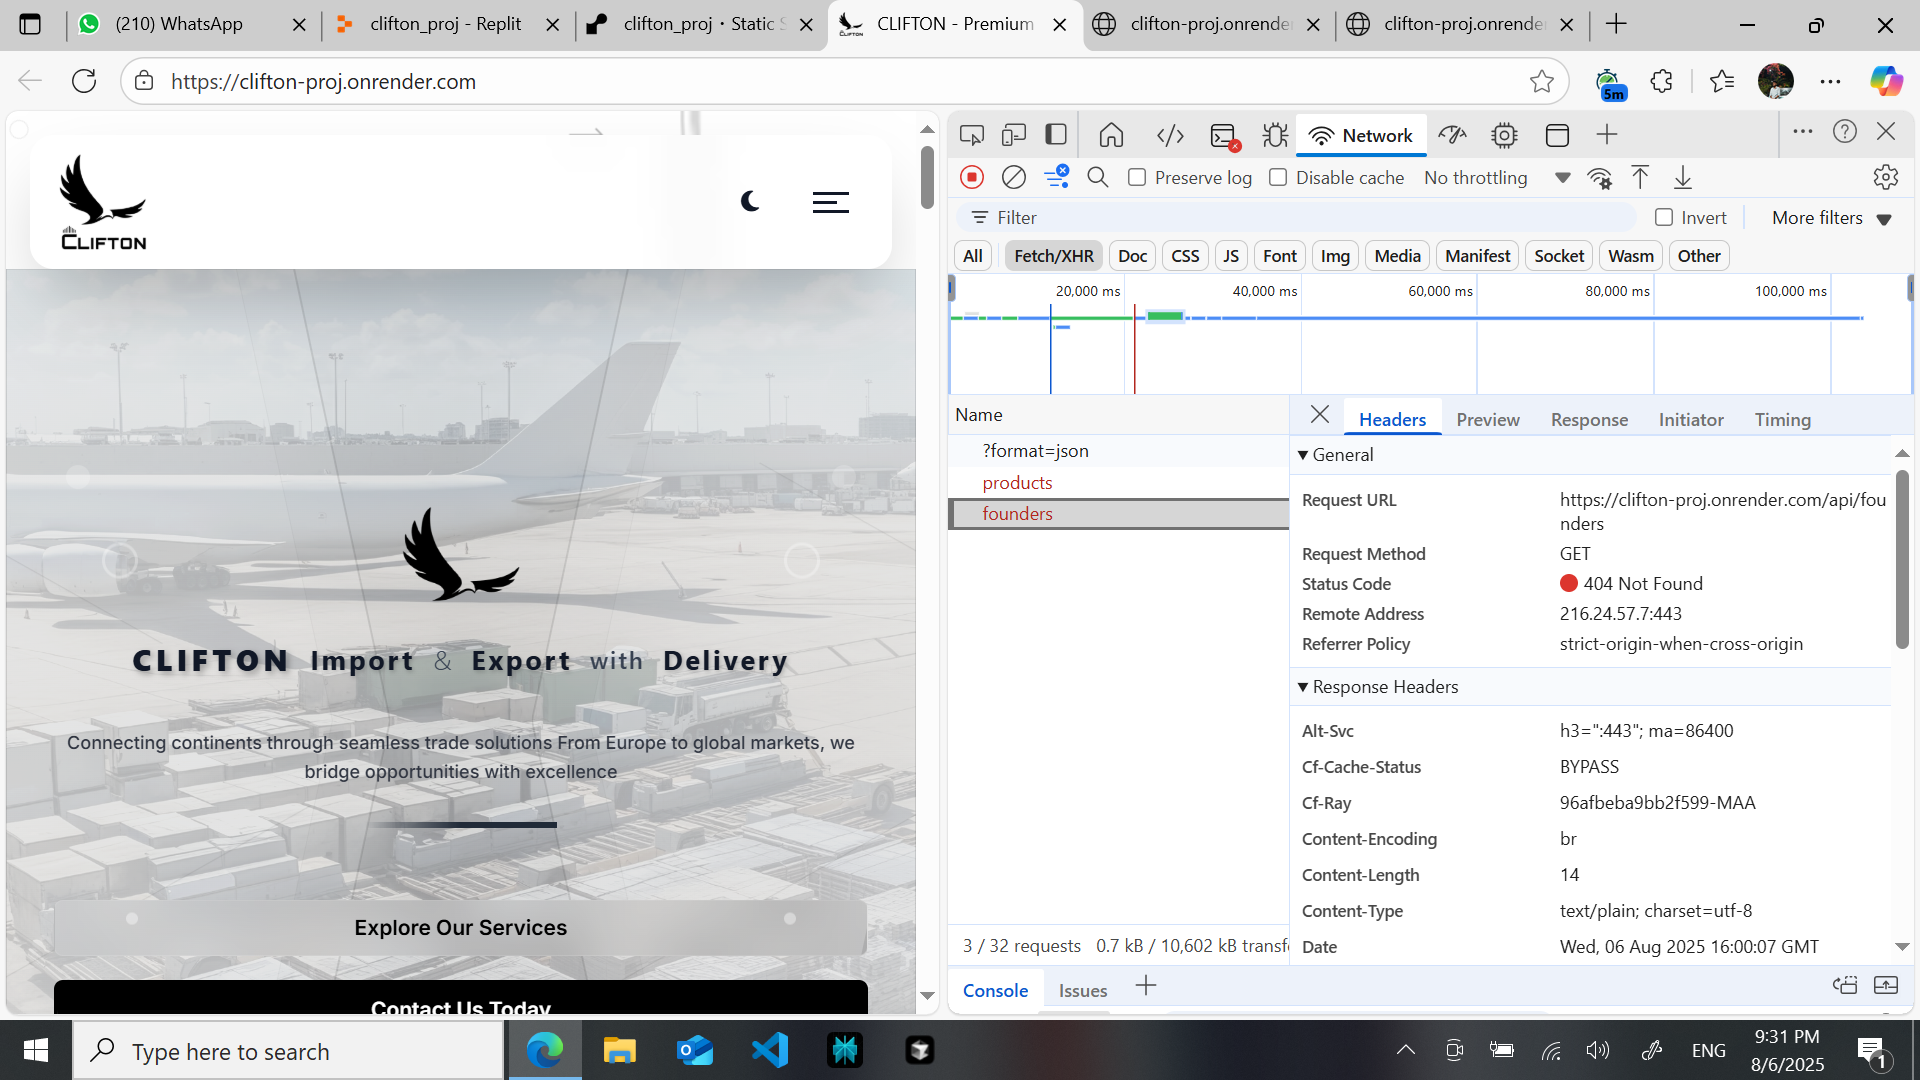 (210) WhatsApp
clifton_proj - Replit
clifton_proj · Static S
CLIFTON - Premium
clifton-proj.onrender
clifton-proj.onrender
https://clifton-proj.onrender.com
5m
CLIFTON
CLIFTON Import & Export with Delivery
Connecting continents through seamless trade solutions From Europe to global markets, we
bridge opportunities with excellence
Explore Our Services
Contact Us Today
Network
Preserve log
Disable cache
No throttling
Filter
Invert
More filters
All
Fetch/XHR
Doc
CSS
JS
Font
Img
Media
Manifest
Socket
Wasm
Other
20,000 ms
40,000 ms
60,000 ms
80,000 ms
100,000 ms
Name
?format=json
products
founders
3 / 32 requests
0.7 kB / 10,602 kB transfe
Headers
Preview
Response
Initiator
Timing
General
Request URL
https://clifton-proj.onrender.com/api/fou
nders
Request Method
GET
Status Code
404 Not Found
Remote Address
216.24.57.7:443
Referrer Policy
strict-origin-when-cross-origin
Response Headers
Alt-Svc
h3=":443"; ma=86400
Cf-Cache-Status
BYPASS
Cf-Ray
96afbeba9bb2f599-MAA
Content-Encoding
br
Content-Length
14
Content-Type
text/plain; charset=utf-8
Date
Wed, 06 Aug 2025 16:00:07 GMT
Console
Issues
Type here to search
ENG
9:31 PM
8/6/2025
1